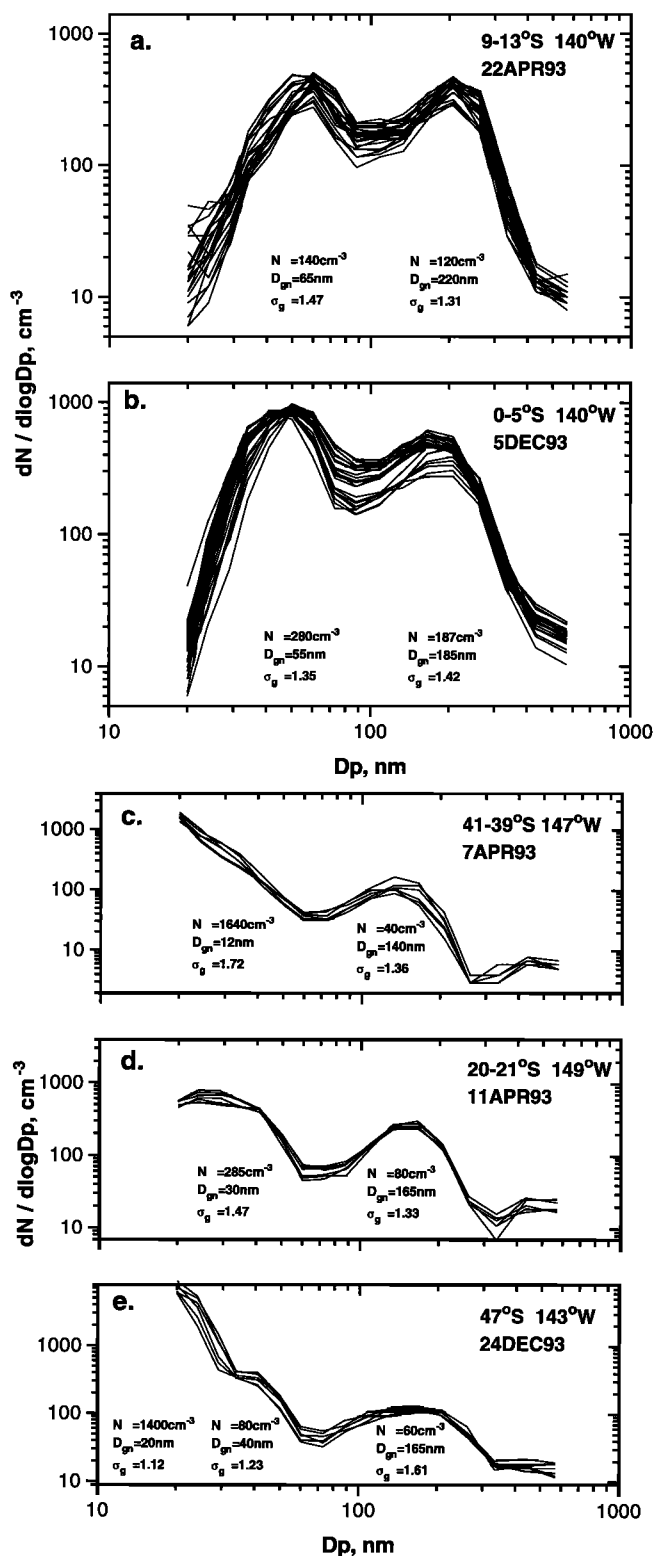 a.
9-13°S 140°W
22APR93
1000
100
10
N =140cm-3
Dgn=65nm
σg =1.47
N =120cm-3
Dgn=220nm
σg =1.31
dN / dlogDp, cm-3
b.
0-5°S 140°W
5DEC93
1000
100
10
N =280cm-3
Dgn=55nm
σg =1.35
N =187cm-3
Dgn=185nm
σg =1.42
10
100
1000
Dp, nm
c.
41-39°S 147°W
7APR93
1000
100
10
N =1640cm-3
Dgn=12nm
σg =1.72
N =40cm-3
Dgn=140nm
σg =1.36
d.
20-21°S 149°W
11APR93
1000
100
10
N =285cm-3
Dgn=30nm
σg =1.47
N =80cm-3
Dgn=165nm
σg =1.33
dN / dlogDp, cm-3
e.
47°S 143°W
24DEC93
1000
100
10
N =1400cm-3
Dgn=20nm
σg =1.12
N =80cm-3
Dgn=40nm
σg =1.23
N =60cm-3
Dgn=165nm
σg =1.61
10
100
1000
Dp, nm